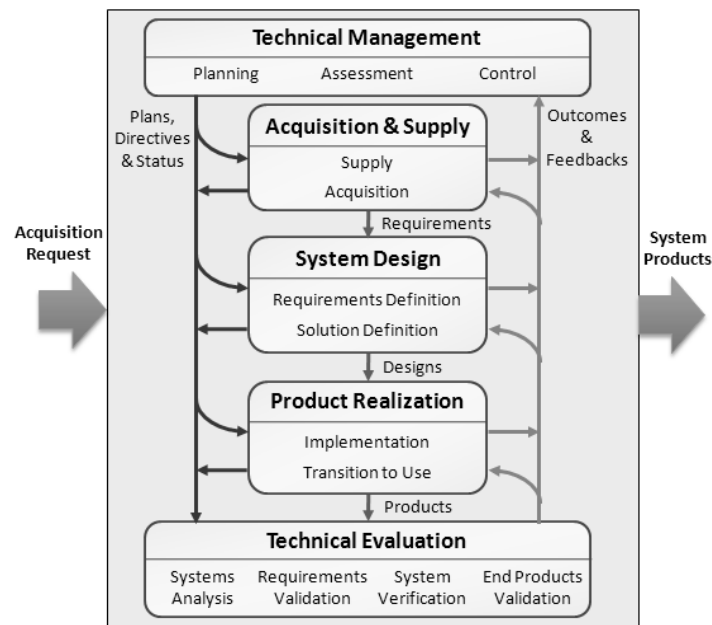 Technical Management
Planning Assessment Control
Plans,
Directives
& Status
Outcomes
&
Feedbacks
Acquisition & Supply
Supply
Acquisition
Requirements
Acquisition
Request
System
Products
System Design
Requirements Definition
Solution Definition
Designs
Product Realization
Implementation
Transition to Use
Products
Technical Evaluation
Systems
Analysis
Requirements
Validation
System
Verification
End Products
Validation